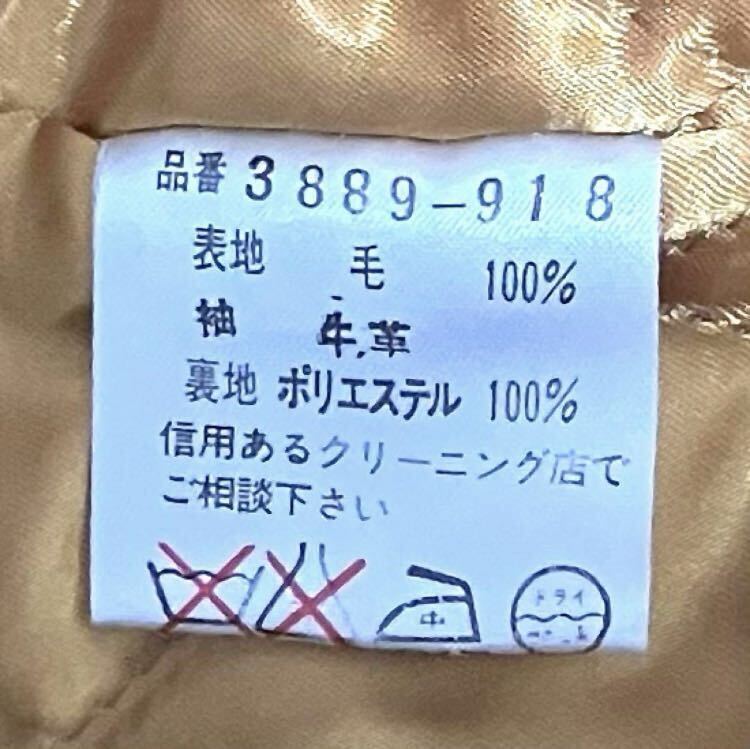 品番 3889-918
表地 毛 100%
袖 牛革
裏地 ポリエステル 100%
信用あるクリーニング店で
ご相談下さい
中
ドライ